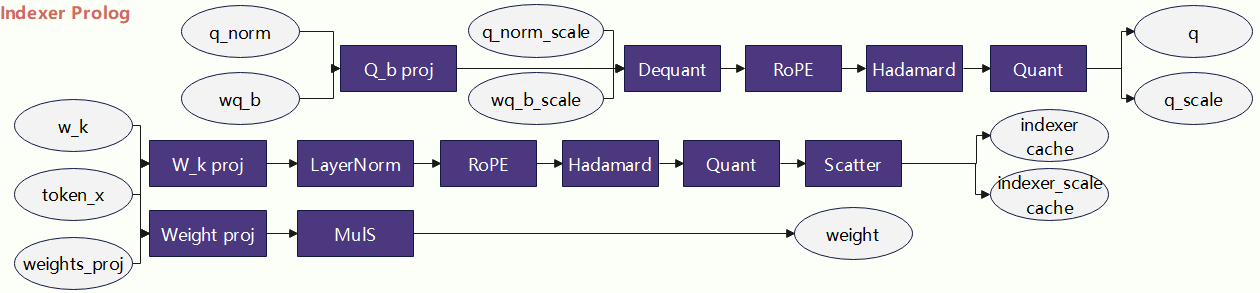 Indexer Prolog
q_norm
wq_b
Q_b proj
q_norm_scale
wq_b_scale
Dequant
RoPE
Hadamard
Quant
q
q_scale
w_k
token_x
weights_proj
W_k proj
LayerNorm
RoPE
Hadamard
Quant
Scatter
indexer
cache
indexer_scale
cache
Weight proj
MulS
weight